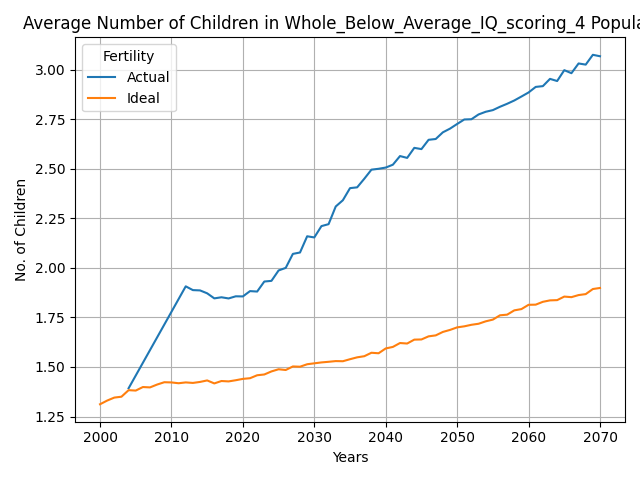 Average Number of Children in Whole_Below_Average_IQ_scoring_4 Popula
Fertility
Actual
Ideal
3.00
2.75
2.50
2.25
2.00
1.75
1.50
1.25
No. of Children
2000 2010 2020 2030 2040 2050 2060 2070
Years